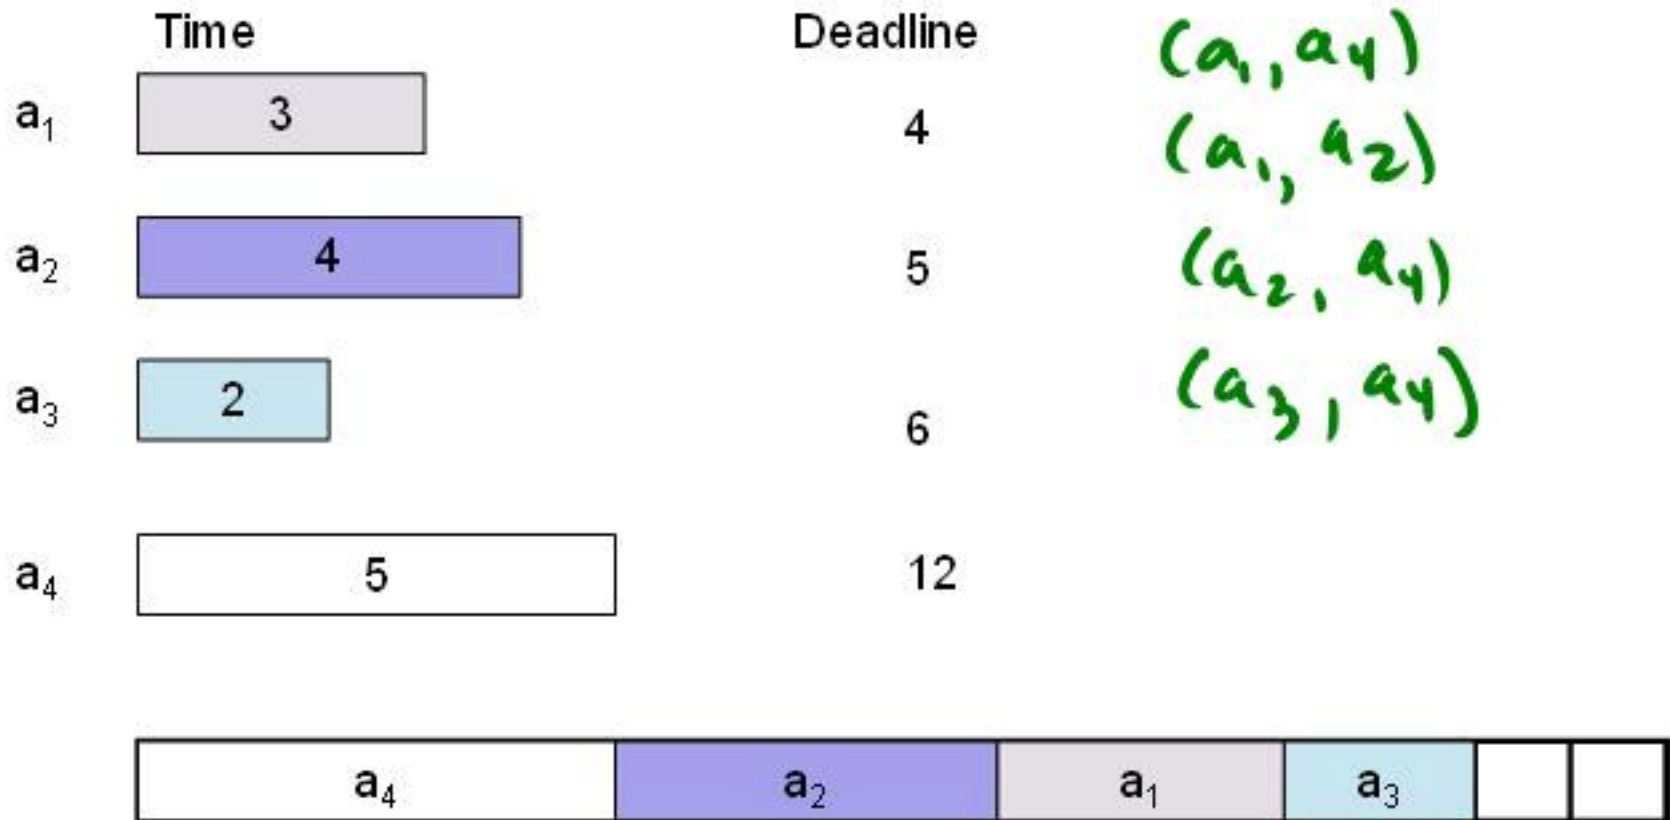 Time Deadline (a₁, a₄)
a₁ 3 4 (a₁, a₂)
a₂ 4 5 (a₂, a₄)
a₃ 2 6 (a₃, a₄)
a₄ 5 12
a₄ a₂ a₁ a₃